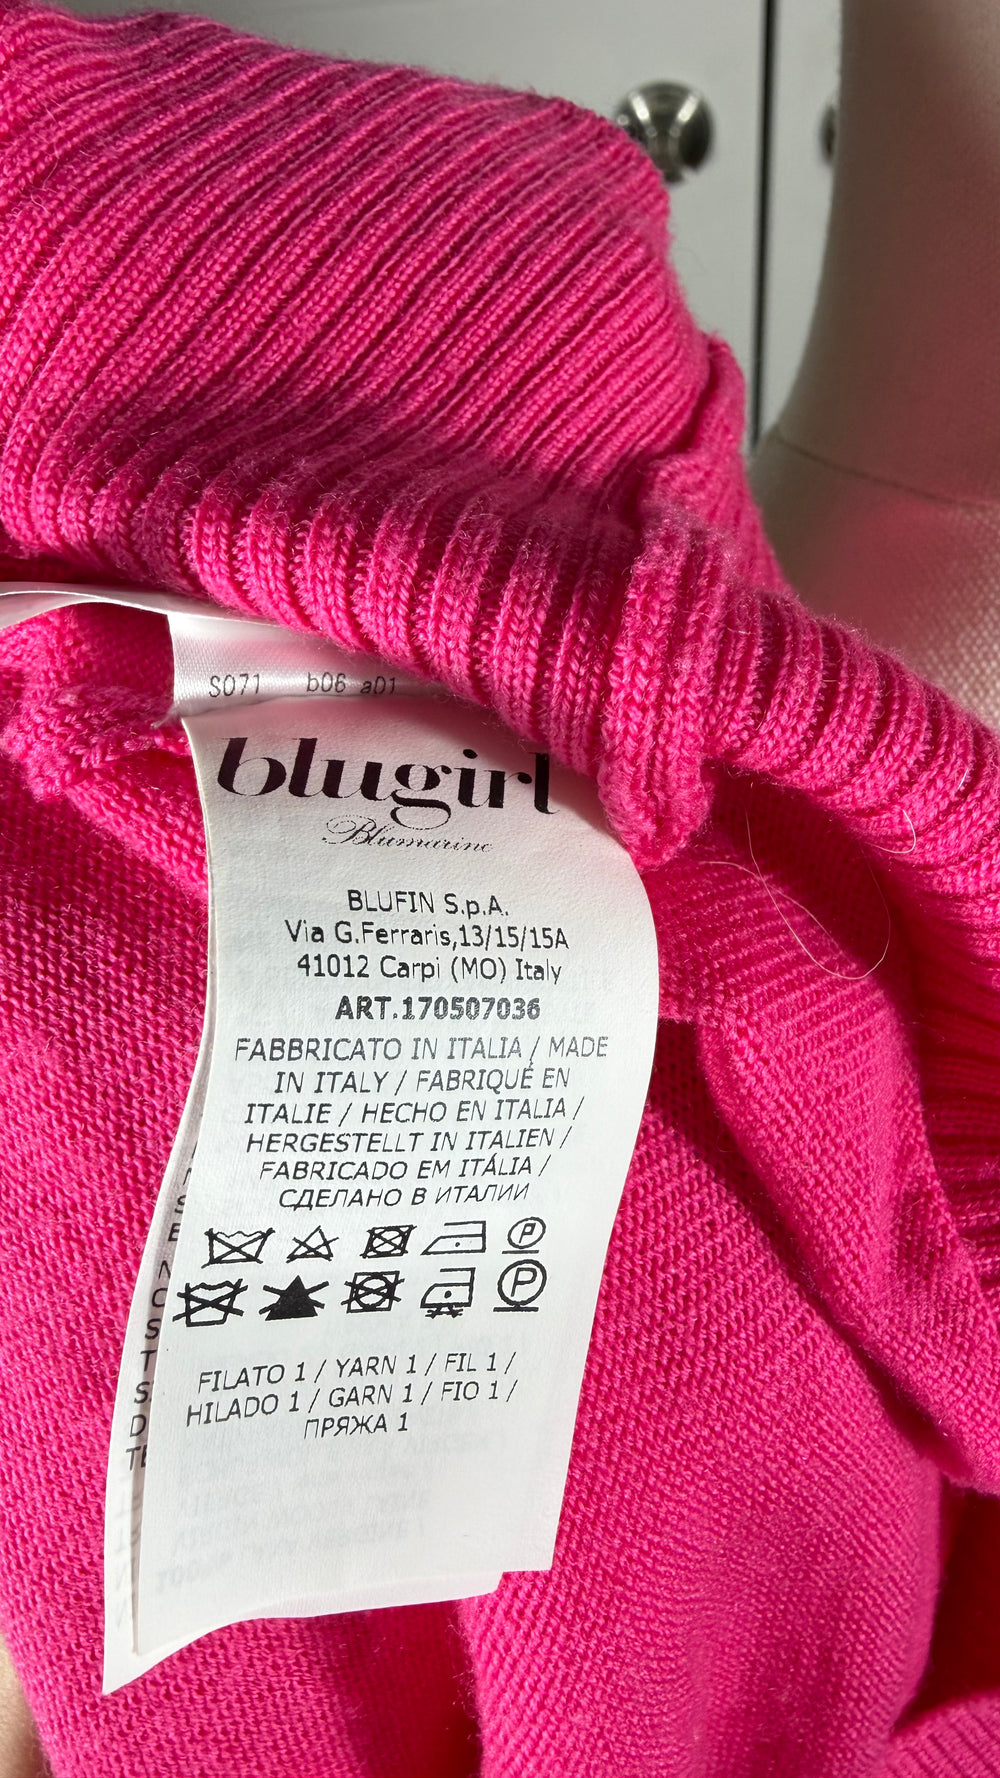 S071 b06 a01
blugirl
Blumarine
BLUFIN S.p.A.
Via G.Ferraris,13/15/15A
41012 Carpi (MO) Italy
ART.170507036
FABBRICATO IN ITALIA / MADE
IN ITALY / FABRIQUÉ EN
ITALIE / HECHO EN ITALIA /
HERGESTELLT IN ITALIEN /
FABRICADO EM ITÁLIA /
СДЕЛАНО В ИТАЛИИ
P
P
FILATO 1 / YARN 1 / FIL 1 /
HILADO 1 / GARN 1 / FIO 1 /
ПРЯЖА 1